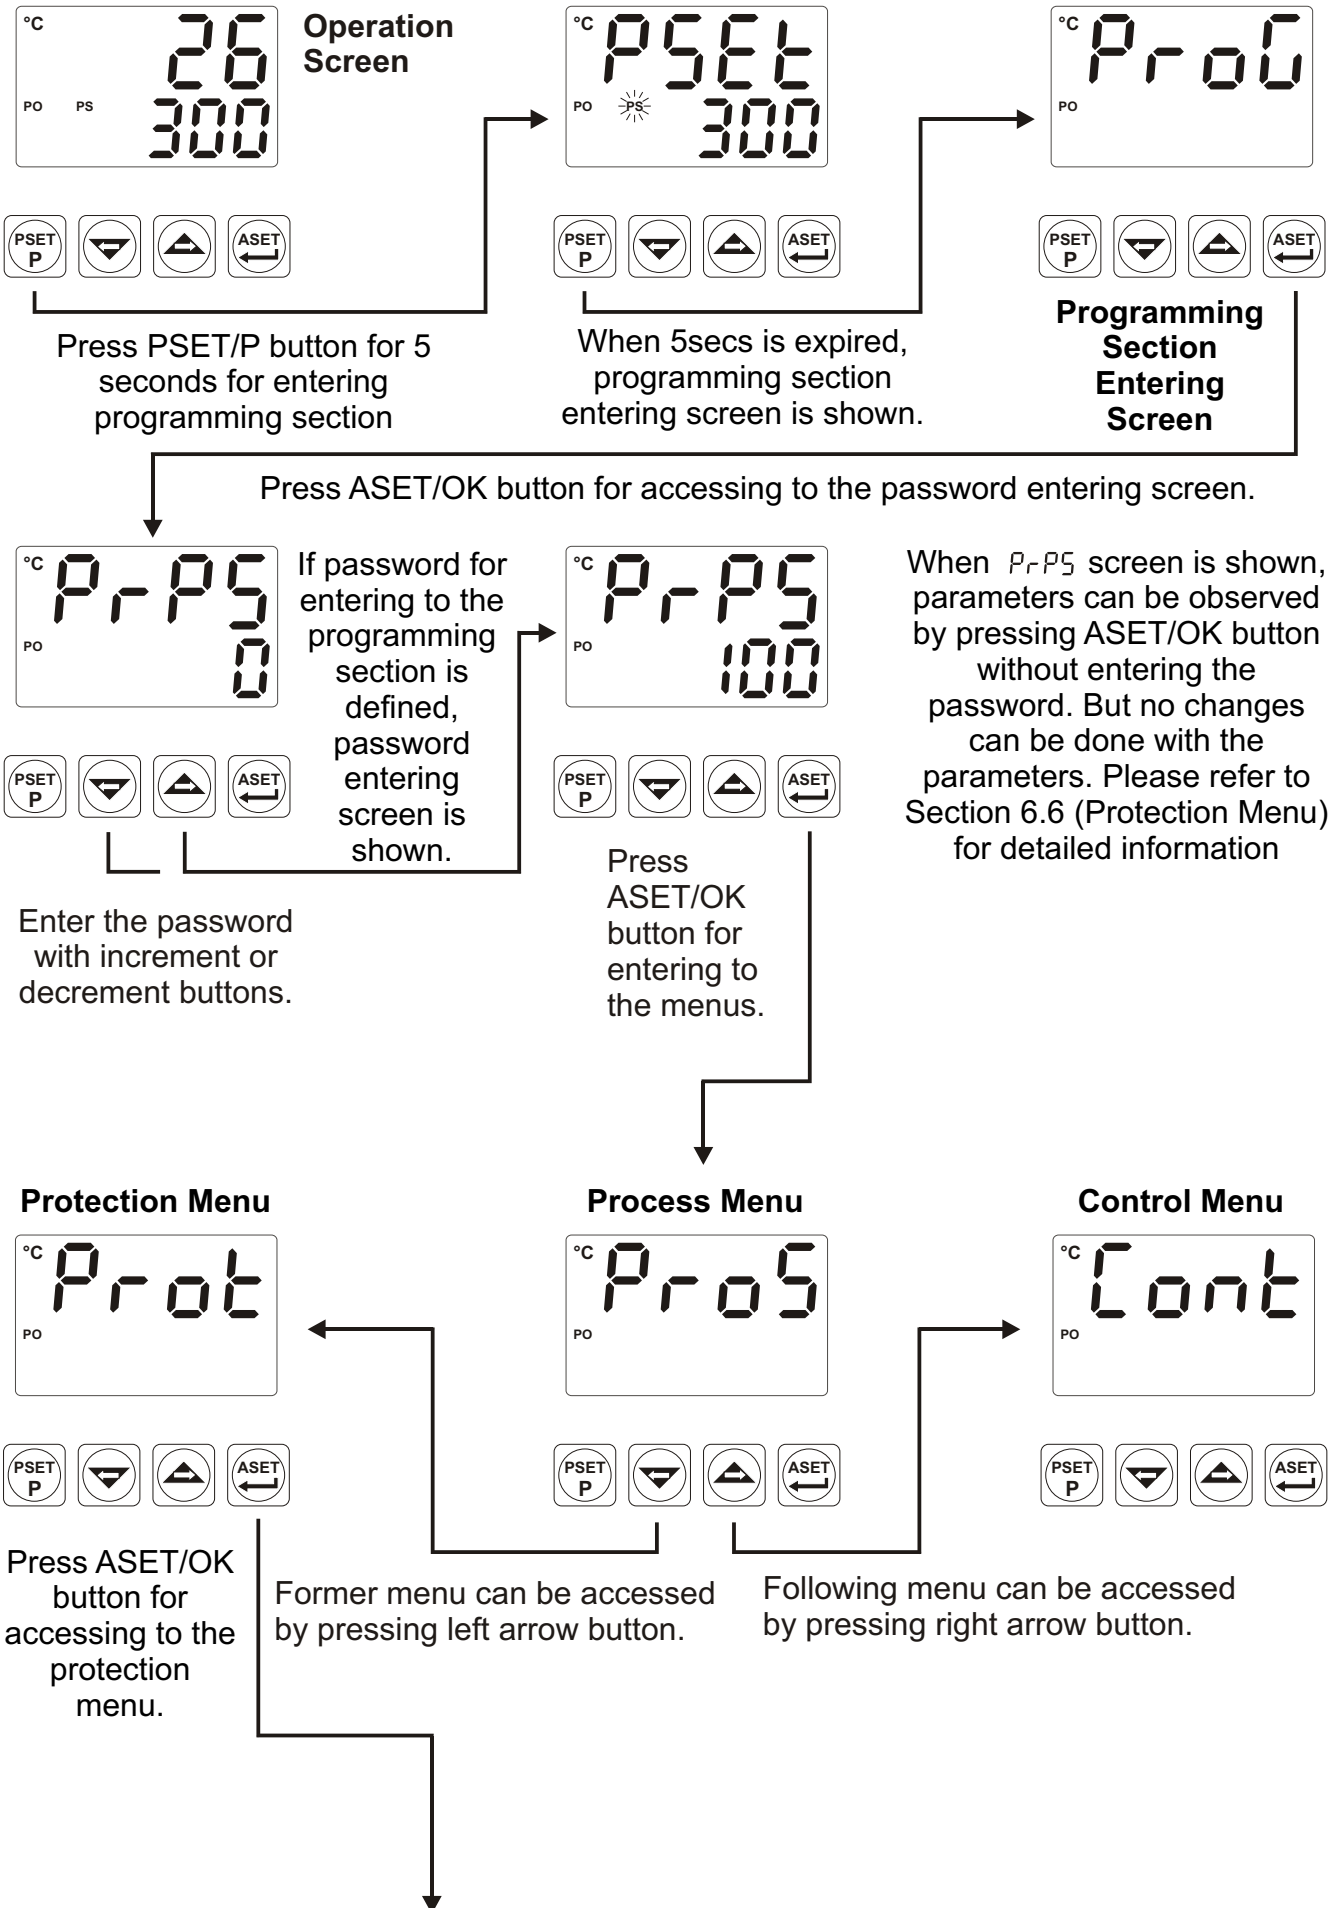 °C 26
PO PS 300
Operation
Screen
°C PSEt
PO PS 300
°C ProG
PO
PSET P ASET
PSET P ASET
PSET P ASET
Press PSET/P button for 5
seconds for entering
programming section
When 5secs is expired,
programming section
entering screen is shown.
Programming
Section
Entering
Screen
Press ASET/OK button for accessing to the password entering screen.
°C PrPS
PO 0
PSET P ASET
If password for
entering to the
programming
section is
defined,
password
entering
screen is
shown.
°C PrPS
PO 100
PSET P ASET
When PrPS screen is shown,
parameters can be observed
by pressing ASET/OK button
without entering the
password. But no changes
can be done with the
parameters. Please refer to
Section 6.6 (Protection Menu)
for detailed information
Enter the password
with increment or
decrement buttons.
Press
ASET/OK
button for
entering to
the menus.
Protection Menu
°C Prot
PO
PSET P ASET
Process Menu
°C ProS
PO
PSET P ASET
Control Menu
°C Cont
PO
PSET P ASET
Press ASET/OK
button for
accessing to the
protection
menu.
Former menu can be accessed
by pressing left arrow button.
Following menu can be accessed
by pressing right arrow button.